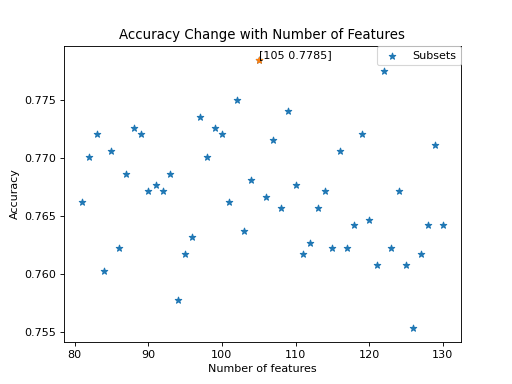 Accuracy Change with Number of Features
[105 0.7785]
Subsets
0.775
0.770
0.765
0.760
0.755
Accuracy
80 90 100 110 120 130
Number of features